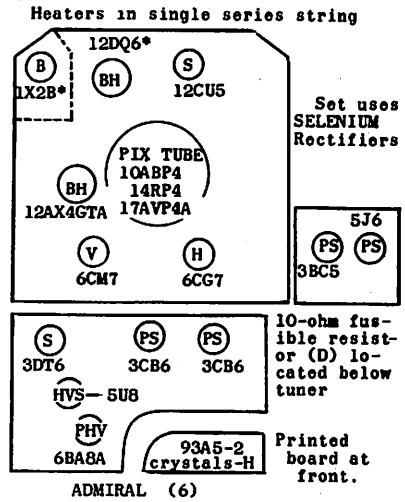 Heaters in single series string
12DQ6*
B
BH
S
1X2B*
12CU5
Set uses
SELENIUM
Rectifiers
PIX TUBE
10ABP4
14RP4
17AVP4A
BH
12AX4GTA
5J6
PS
PS
3BC5
V
H
6CM7
6CG7
S
PS
PS
3DT6
3CB6
3CB6
HVS-5U8
PHV
6BA8A
10-ohm fus-
ible resist-
or (D) lo-
cated below
tuner
93A5-2
crystals-H
Printed
board at
front.
ADMIRAL (6)